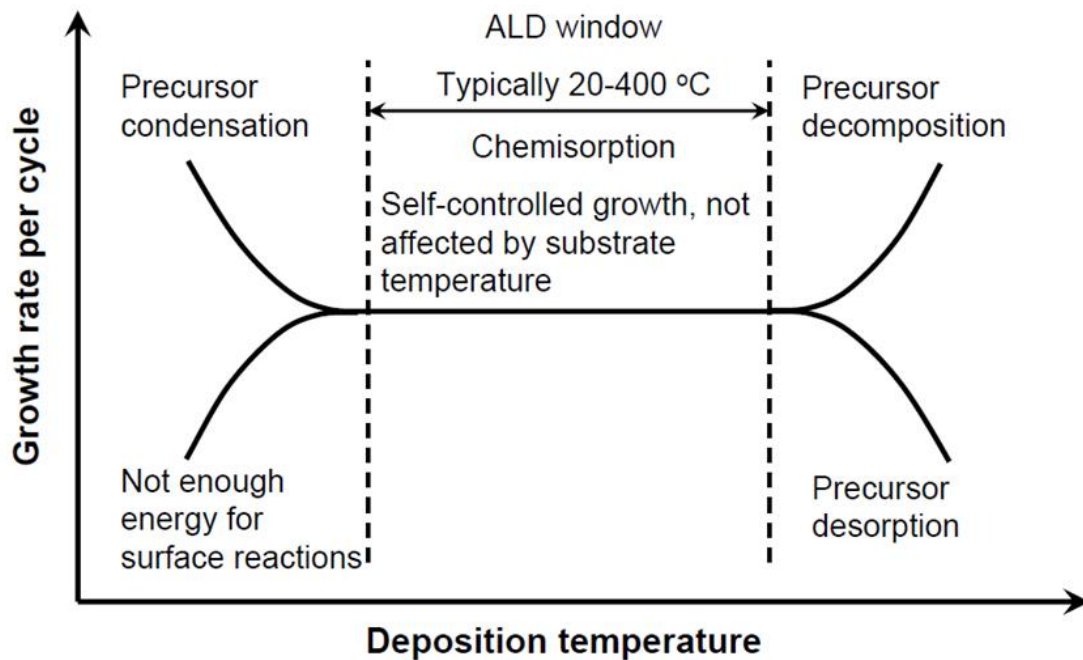 ALD window
Typically 20-400 ºC
Chemisorption
Self-controlled growth, not
affected by substrate
temperature
Precursor
condensation
Not enough
energy for
surface reactions
Precursor
decomposition
Precursor
desorption
Growth rate per cycle
Deposition temperature